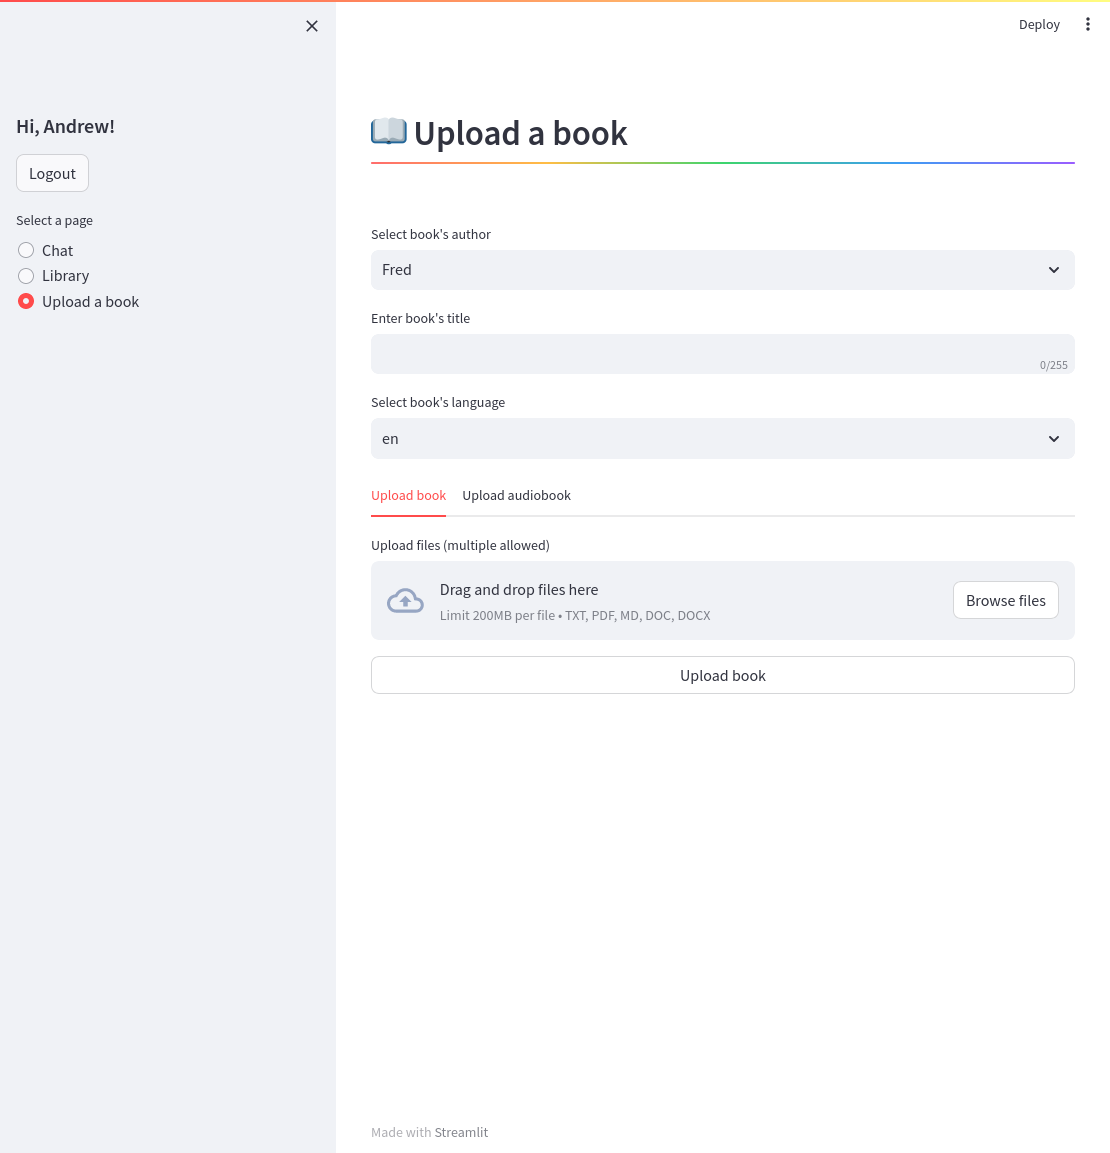 Deploy
Hi, Andrew!
Logout
Select a page
Chat
Library
Upload a book
Upload a book
Select book's author
Fred
Enter book's title
0/255
Select book's language
en
Upload book Upload audiobook
Upload files (multiple allowed)
Drag and drop files here
Limit 200MB per file • TXT, PDF, MD, DOC, DOCX
Browse files
Upload book
Made with Streamlit